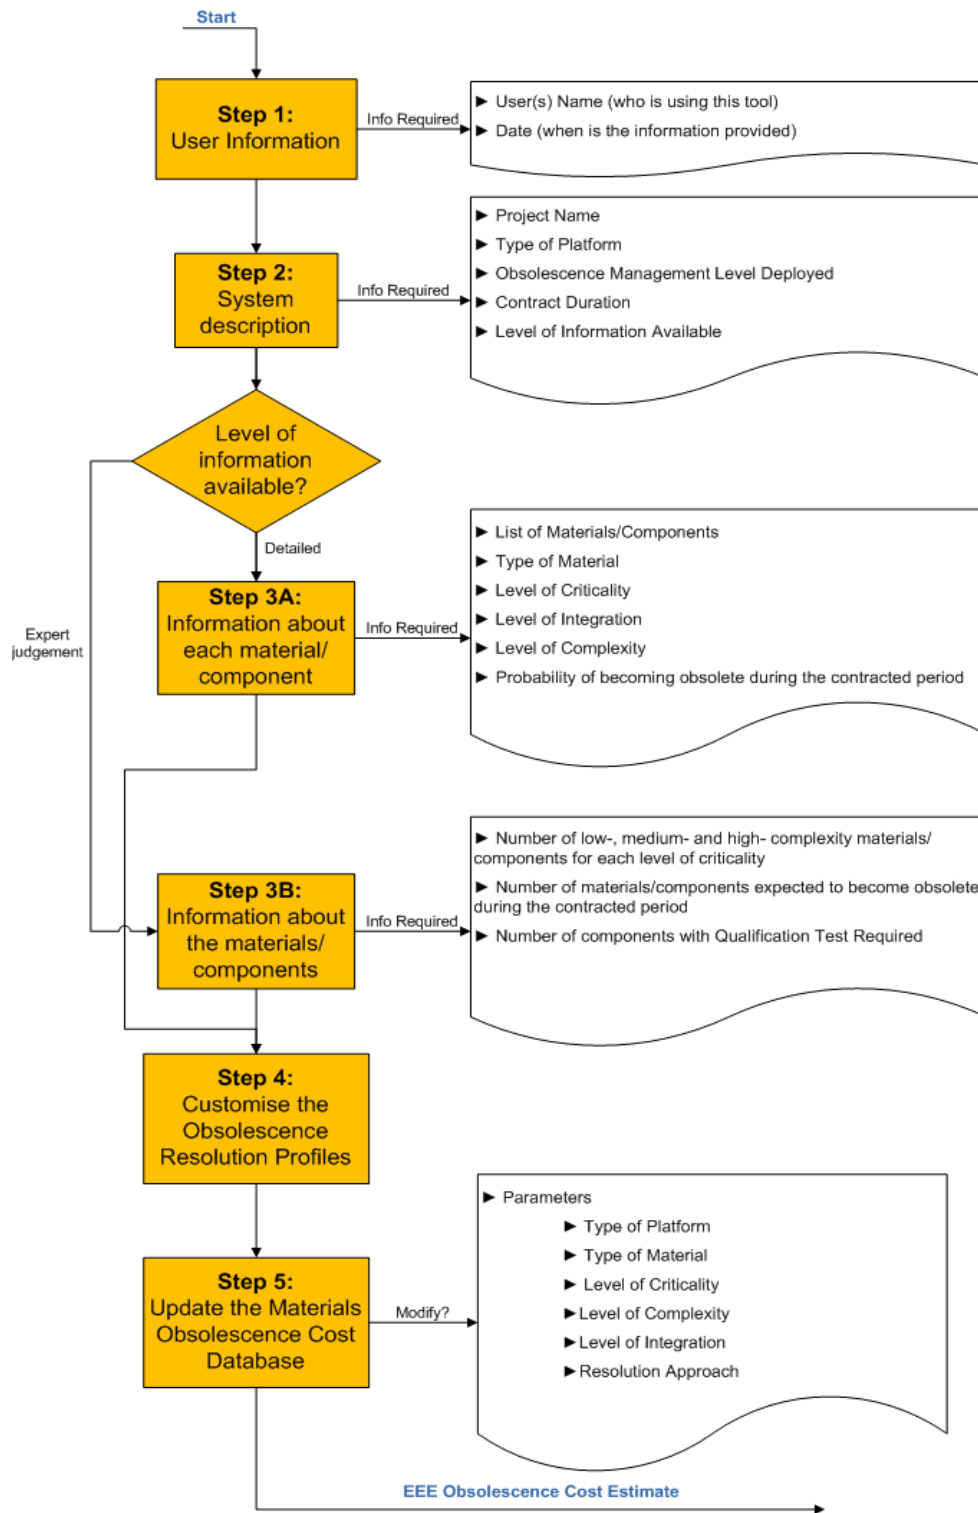 Start
Step 1:
User Information
Info Required
► User(s) Name (who is using this tool)
► Date (when is the information provided)
Step 2:
System
description
Info Required
► Project Name
► Type of Platform
► Obsolescence Management Level Deployed
► Contract Duration
► Level of Information Available
Level of
information
available?
Detailed
Expert
judgement
Step 3A:
Information about
each material/
component
Info Required
► List of Materials/Components
► Type of Material
► Level of Criticality
► Level of Integration
► Level of Complexity
► Probability of becoming obsolete during the contracted period
Step 3B:
Information about
the materials/
components
Info Required
► Number of low-, medium- and high- complexity materials/
components for each level of criticality
► Number of materials/components expected to become obsolete
during the contracted period
► Number of components with Qualification Test Required
Step 4:
Customise the
Obsolescence
Resolution Profiles
Step 5:
Update the Materials
Obsolescence Cost
Database
Modify?
► Parameters
► Type of Platform
► Type of Material
► Level of Criticality
►Level of Complexity
►Level of Integration
►Resolution Approach
EEE Obsolescence Cost Estimate